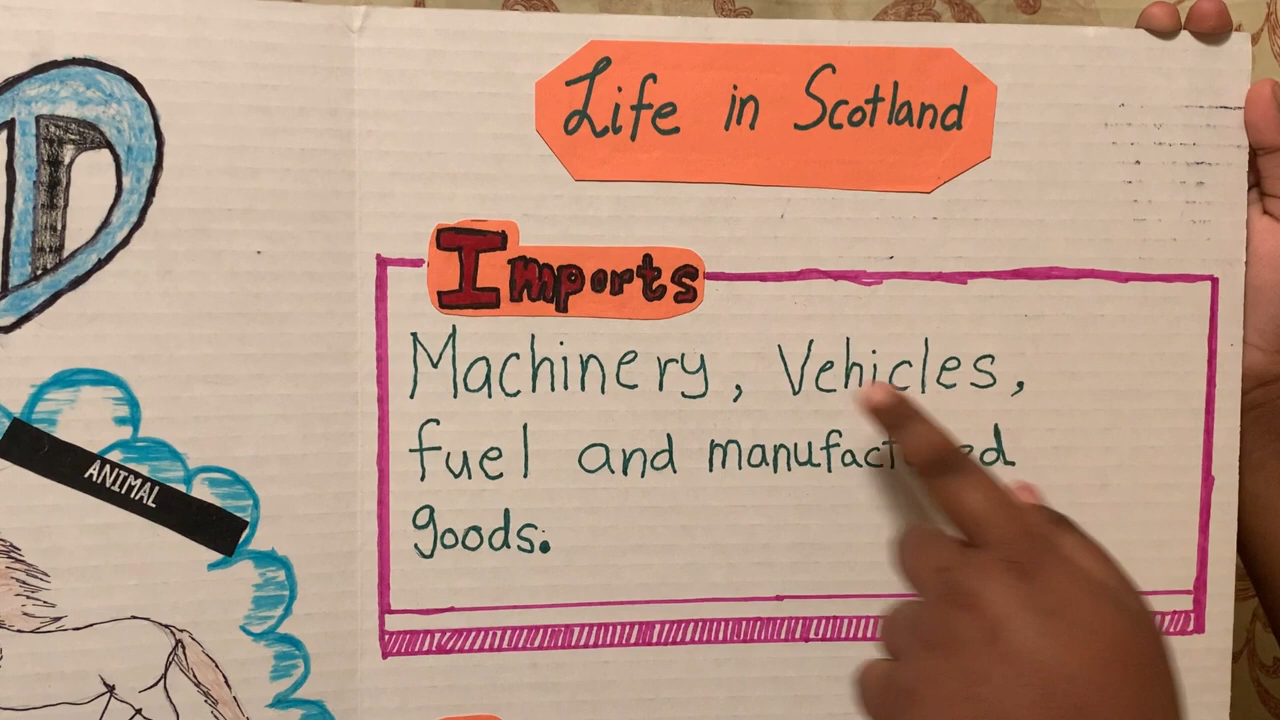 Life in Scotland
Imports
Machinery, Vehicles,
fuel and
goods.
D
ANIMAL